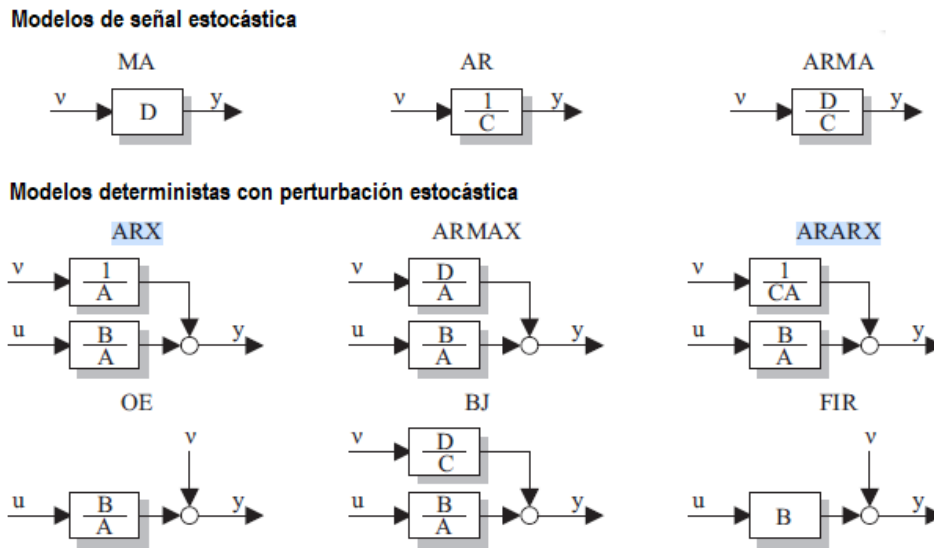 Modelos de señal estocástica
MA AR ARMA
ν D y ν 1 C y ν D C y
Modelos deterministas con perturbación estocástica
ARX ARMAX ARARX
ν 1 A ν D A ν 1 CA
u B A y u B A y u B A y
OE BJ FIR
ν ν D C ν
u B A y u B A y u B y